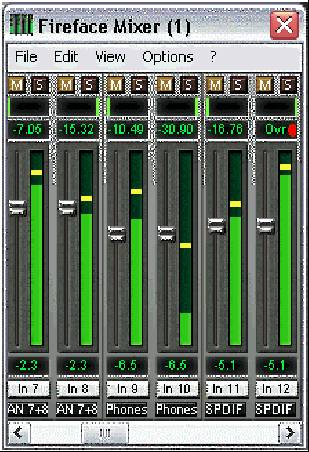 Fireface Mixer (1)
File Edit View Options ?
M S M S M S M S M S M S
-7.05 -15.32 -10.49 -30.90 -16.76 Ovr
-2.3 -2.3 -6.5 -6.5 -5.1 -5.1
In 7 In 8 In 9 In 10 In 11 In 12
AN 7+8 AN 7+8 Phones Phones SPDIF SPDIF